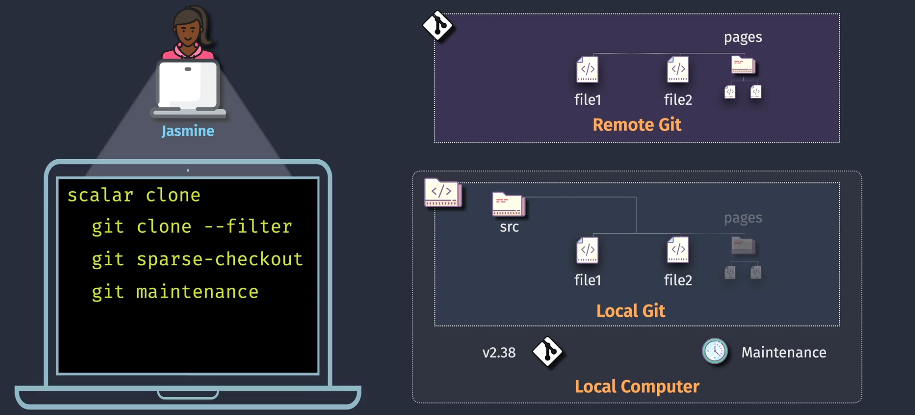 Jasmine
scalar clone
git clone --filter
git sparse-checkout
git maintenance
pages
file1
file2
Remote Git
src
pages
file1
file2
Local Git
v2.38
Maintenance
Local Computer